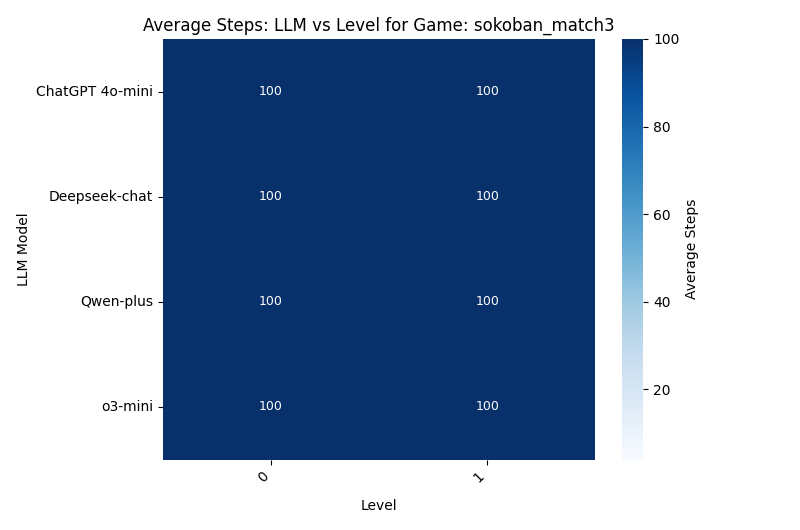 Average Steps: LLM vs Level for Game: sokoban_match3
ChatGPT 4o-mini
100 100
Deepseek-chat
100 100
Qwen-plus
100 100
o3-mini
100 100
0 1
Level
LLM Model
100
80
60
40
20
Average Steps